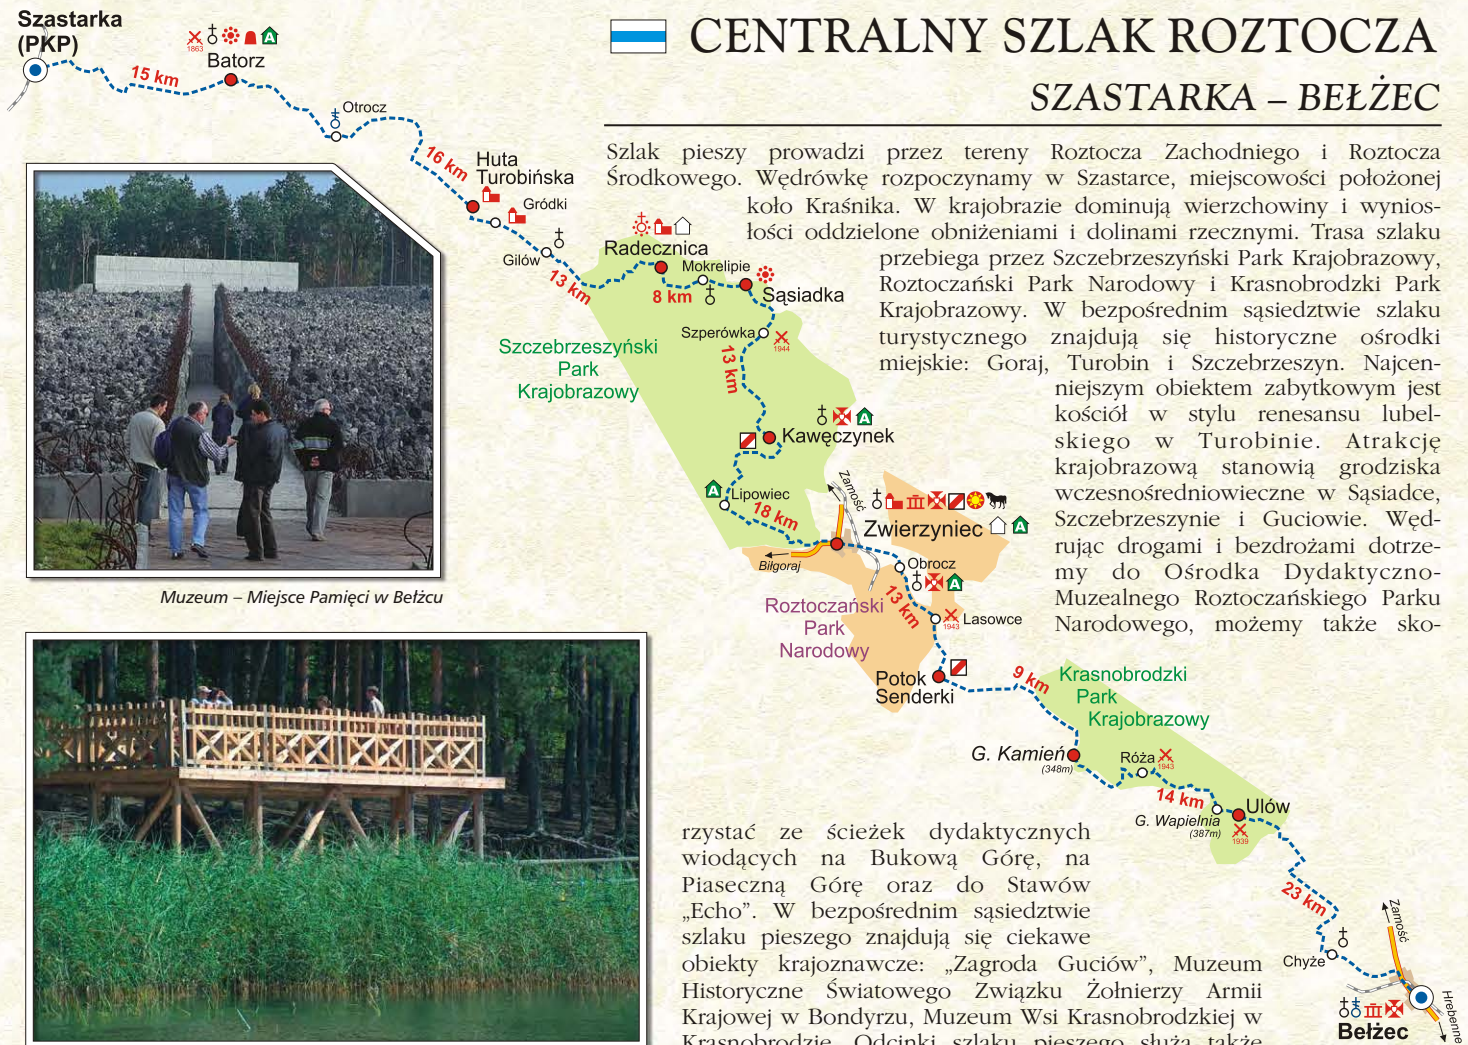 CENTRALNY SZLAK ROZTOCZA
SZASTARKA – BEŁŻEC
Szlak pieszy prowadzi przez tereny Roztocza Zachodniego i Roztocza
Środkowego. Wędrówkę rozpoczynamy w Szastarce, miejscowości położonej
koło Kraśnika. W krajobrazie dominują wierzchowiny i wynios-
łości oddzielone obniżeniami i dolinami rzecznymi. Trasa szlaku
przebiega przez Szczebrzeszyński Park Krajobrazowy,
Roztoczański Park Narodowy i Krasnobrodzki Park
Krajobrazowy. W bezpośrednim sąsiedztwie szlaku
turystycznego znajdują się historyczne ośrodki
miejskie: Goraj, Turobin i Szczebrzeszyn. Najcen-
niejszym obiektem zabytkowym jest
kościół w stylu renesansu lubel-
skiego w Turobinie. Atrakcję
krajobrazową stanowią grodziska
wczesnośredniowieczne w Sąsiadce,
Szczebrzeszynie i Guciowie. Węd-
rując drogami i bezdrożami dotrze-
my do Ośrodka Dydaktyczno-
Muzealnego Roztoczańskiego Parku
Narodowego, możemy także sko-
rzystać ze ścieżek dydaktycznych
wiodących na Bukową Górę, na
Piaseczną Górę oraz do Stawów
„Echo”. W bezpośrednim sąsiedztwie
szlaku pieszego znajdują się ciekawe
obiekty krajoznawcze: „Zagroda Guciów”, Muzeum
Historyczne Światowego Związku Żołnierzy Armii
Krajowej w Bondyrzu, Muzeum Wsi Krasnobrodzkiej w
Krasnobrodzie. Odcinki szlaku pieszego służą także
Szastarka
(PKP)
15 km
1863
Batorz
Otrocz
16 km
Huta
Turobińska
Gródki
Gilów
13 km
Radecznica
8 km
Mokrelipie
Sąsiadka
Szperówka
1944
13 km
Szczebrzeszyński
Park
Krajobrazowy
Kawęczynek
A
A
A
Lipowiec
18 km
Zamość
Zwierzyniec
A
Biłgoraj
Obrocz
A
13 km
Roztoczański
Park
Narodowy
1943
Lasowce
Potok
Senderki
9 km
Krasnobrodzki
Park
Krajobrazowy
G. Kamień
(348m)
Róża
1943
14 km
G. Wapielnia
(387m)
Ulów
1939
23 km
Chyże
Zamość
Hrebenne
Bełżec
Muzeum – Miejsce Pamięci w Bełżcu